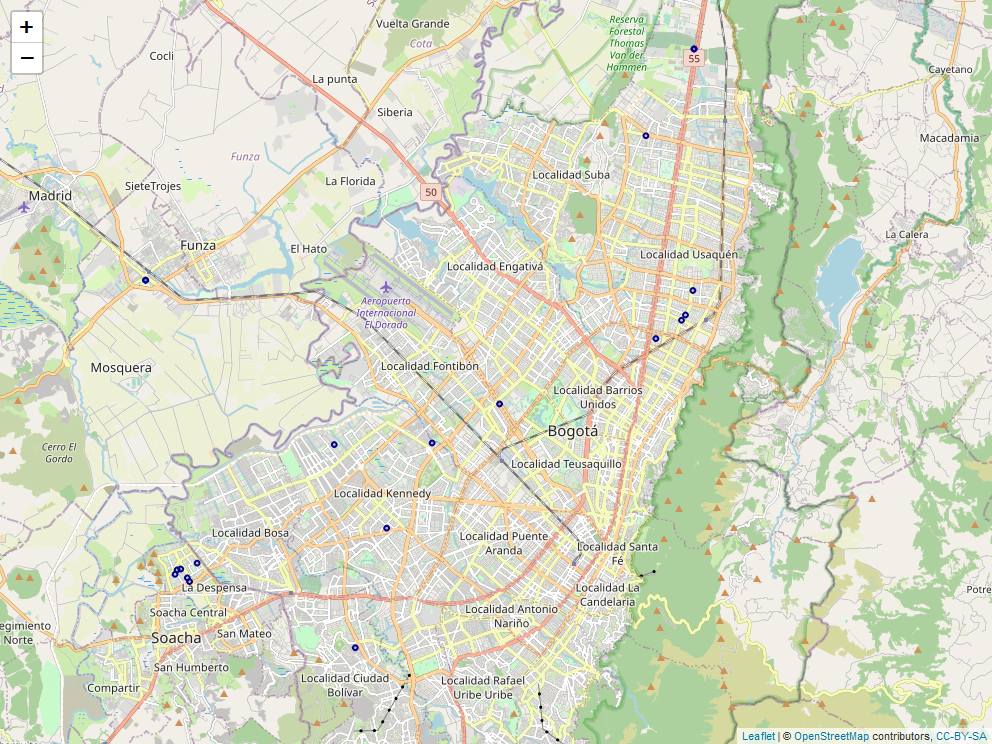 +
−
Vuelta Grande
Cota
Cocli
La punta
Siberia
Reserva
Forestal
Thomas
Van der
Hammen
55
Cayetano
Macadamia
Funza
SieteTrojes
La Florida
50
Localidad Suba
Madrid
Funza
El Hato
La Calera
Localidad Usaquén
Localidad Engativá
Aeropuerto
Internacional
El Dorado
Mosquera
Localidad Fontibón
Localidad Barrios
Unidos
Bogotá
Cerro El
Gordo
Localidad Teusaquillo
Localidad Kennedy
Localidad Bosa
Localidad Puente
Aranda
Localidad Santa
Fé
La Despensa
Localidad La
Candelaria
Potre
Soacha Central
Localidad Antonio
Nariño
egimiento
Norte
Soacha
San Mateo
San Humberto
Compartir
Localidad Ciudad
Bolívar
Localidad Rafael
Uribe Uribe
Leaflet | © OpenStreetMap contributors, CC-BY-SA